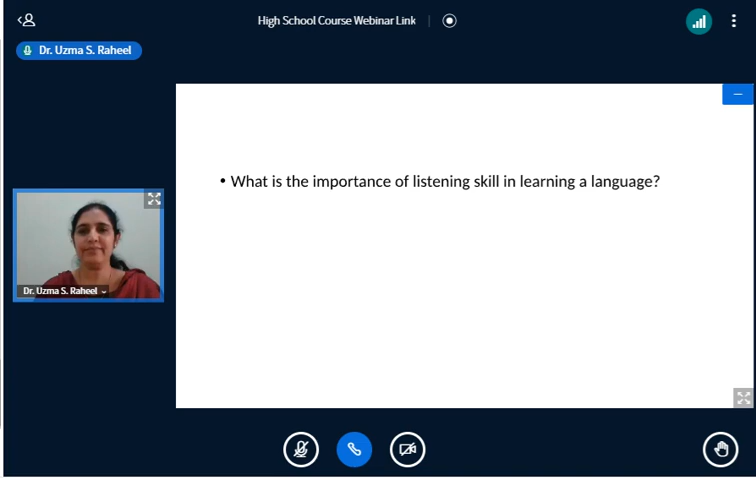 High School Course Webinar Link
Dr. Uzma S. Raheel
• What is the importance of listening skill in learning a language?
Dr. Uzma S. Raheel